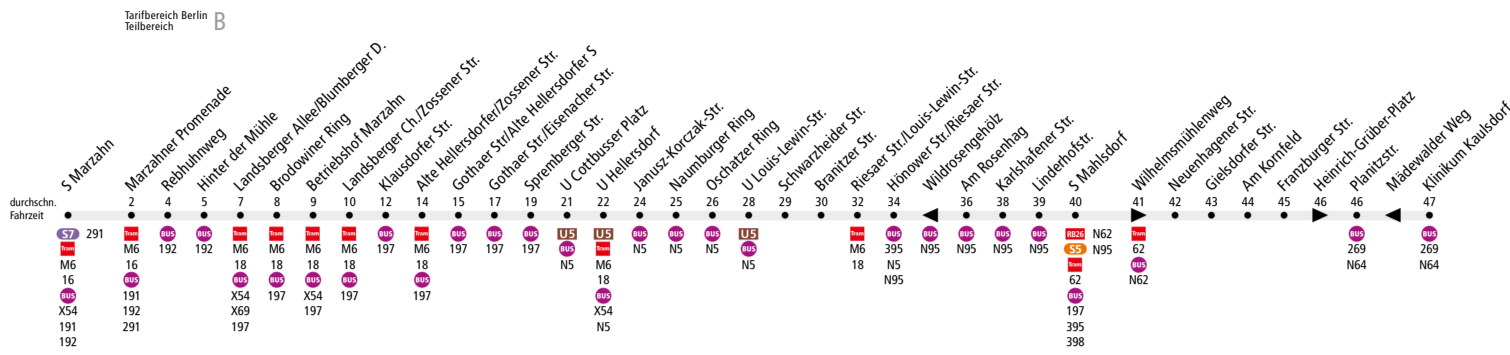 Tarifbereich Berlin
Teilbereich B
S Marzahn
Marzahner Promenade
Rebhuhnweg
Hinter der Mühle
Landsberger Allee/Blumberger D.
Brodowiner Ring
Betriebshof Marzahn
Landsberger Ch./Zossener Str.
Klausdorfer Str.
Alte Hellersdorfer/Zossener Str.
Gothaer Str/Alte Hellersdorfer S
Gothaer Str./Eisenacher Str.
Spremberger Str.
U Cottbusser Platz
U Hellersdorf
Janusz-Korczak-Str.
Naumburger Ring
Oschatzer Ring
U Louis-Lewin-Str.
Schwarzheider Str.
Branitzer Str.
Riesaer Str./Louis-Lewin-Str.
Hönower Str./Riesaer Str.
Wildrosengehölz
Am Rosenhag
Karlshafener Str.
Linderhofstr.
S Mahlsdorf
Wilhelmsmühlenweg
Neuenhagener Str.
Gielsdorfer Str.
Am Kornfeld
Franzburger Str.
Heinrich-Grüber-Platz
Planitzstr.
Mädewalder Weg
Klinikum Kaulsdorf
durchschn.
Fahrzeit
2 4 5 7 8 9 10 12 14 15 17 19 21 22 24 25 26 28 29 30 32 34 36 38 39 40 41 42 43 44 45 46 46 47
S7 291
Tram
M6
16
BUS
X54
191
192
Tram
M6
16
BUS
191
192
291
BUS
192
BUS
192
Tram
M6
18
BUS
X54
X69
197
Tram
M6
18
BUS
197
Tram
M6
18
BUS
X54
197
Tram
M6
18
BUS
197
BUS
197
Tram
M6
18
BUS
197
BUS
197
BUS
197
BUS
197
U5
BUS
N5
U5
Tram
M6
18
BUS
X54
N5
BUS
N5
BUS
N5
BUS
N5
U5
BUS
N5
Tram
M6
18
BUS
395
N5
N95
BUS
N95
BUS
N95
BUS
N95
BUS
N95
RB26 N62
S5 N95
Tram
62
BUS
197
395
398
Tram
62
BUS
N62
BUS
269
N64
BUS
269
N64